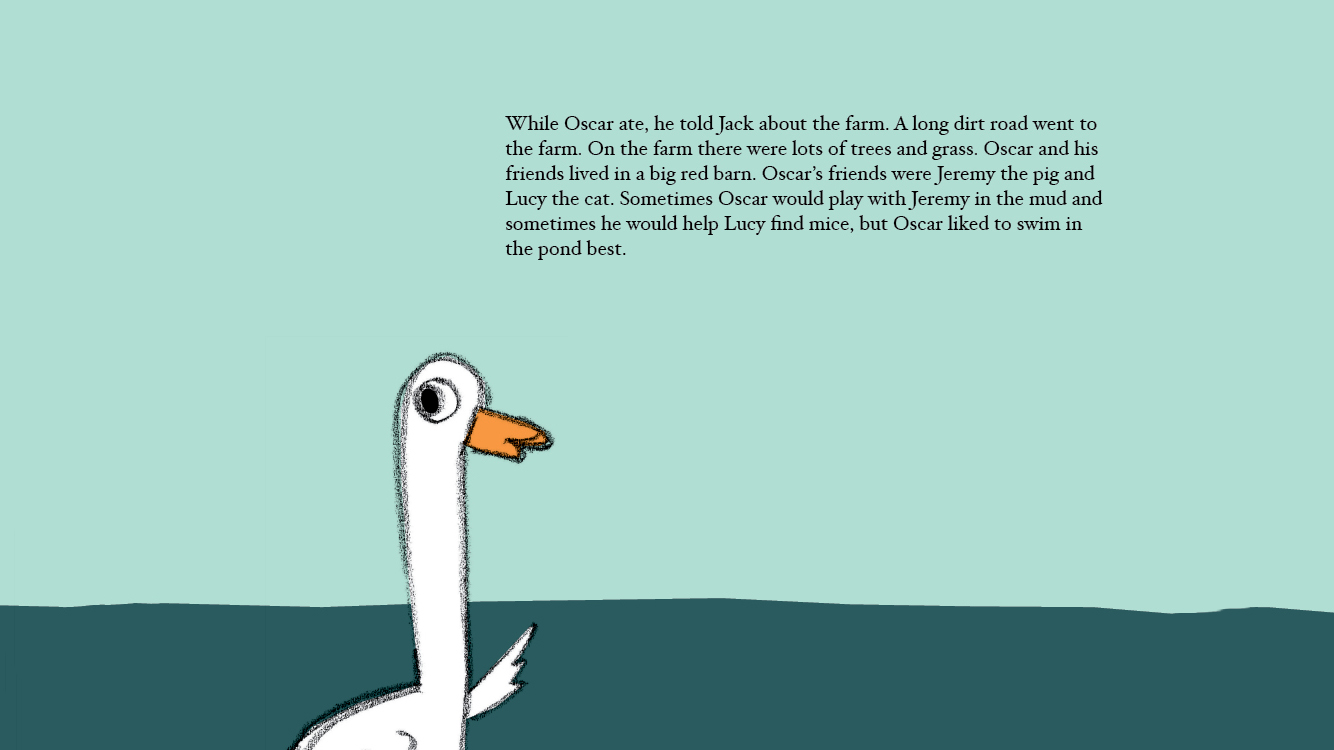 While Oscar ate, he told Jack about the farm. A long dirt road went to
the farm. On the farm there were lots of trees and grass. Oscar and his
friends lived in a big red barn. Oscar’s friends were Jeremy the pig and
Lucy the cat. Sometimes Oscar would play with Jeremy in the mud and
sometimes he would help Lucy find mice, but Oscar liked to swim in
the pond best.